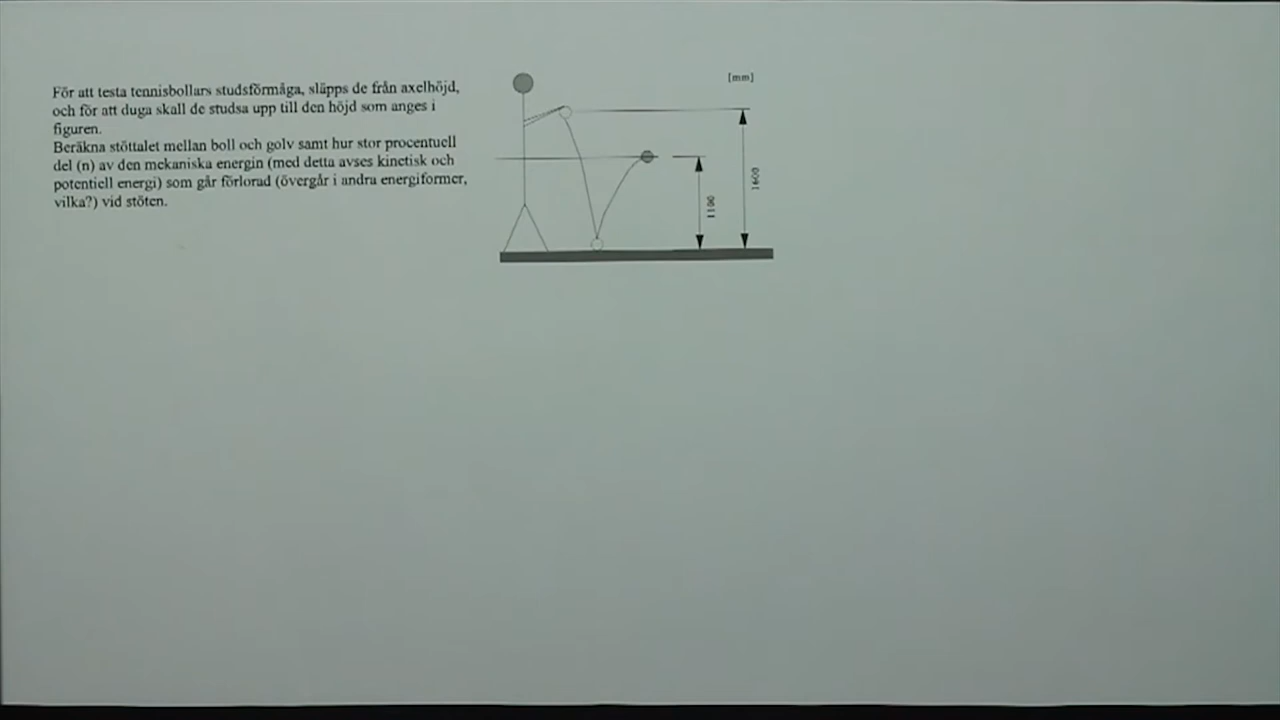 För att testa tennisbollars studsförmåga, släpps de från axelhöjd,
och för att duga skall de studsa upp till den höjd som anges i
figuren.
Beräkna stöttalet mellan boll och golv samt hur stor procentuell
del (n) av den mekaniska energin (med detta avses kinetisk och
potentiell energi) som går förlorad (övergår i andra energiformer,
vilka?) vid stöten.
[mm]
1600
1100